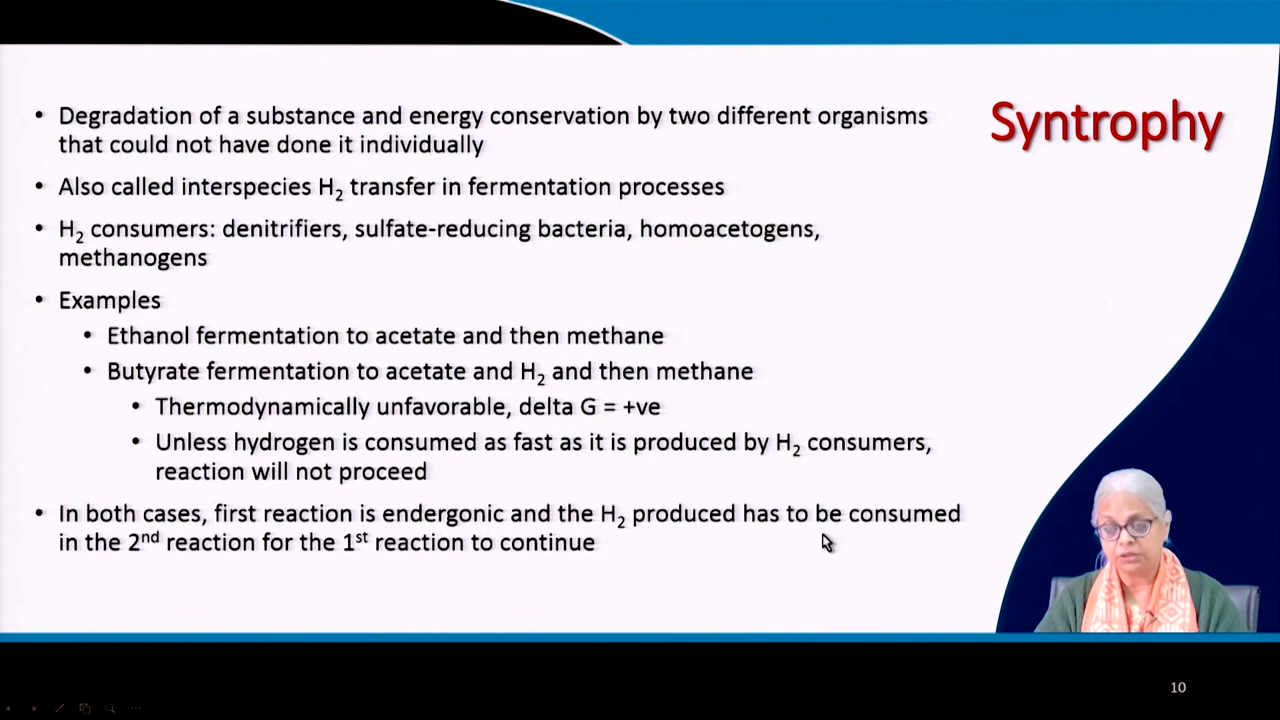 Syntrophy
• Degradation of a substance and energy conservation by two different organisms
that could not have done it individually
• Also called interspecies H₂ transfer in fermentation processes
• H₂ consumers: denitrifiers, sulfate-reducing bacteria, homoacetogens,
methanogens
• Examples
• Ethanol fermentation to acetate and then methane
• Butyrate fermentation to acetate and H₂ and then methane
• Thermodynamically unfavorable, delta G = +ve
• Unless hydrogen is consumed as fast as it is produced by H₂ consumers,
reaction will not proceed
• In both cases, first reaction is endergonic and the H₂ produced has to be consumed
in the 2nd reaction for the 1st reaction to continue
10